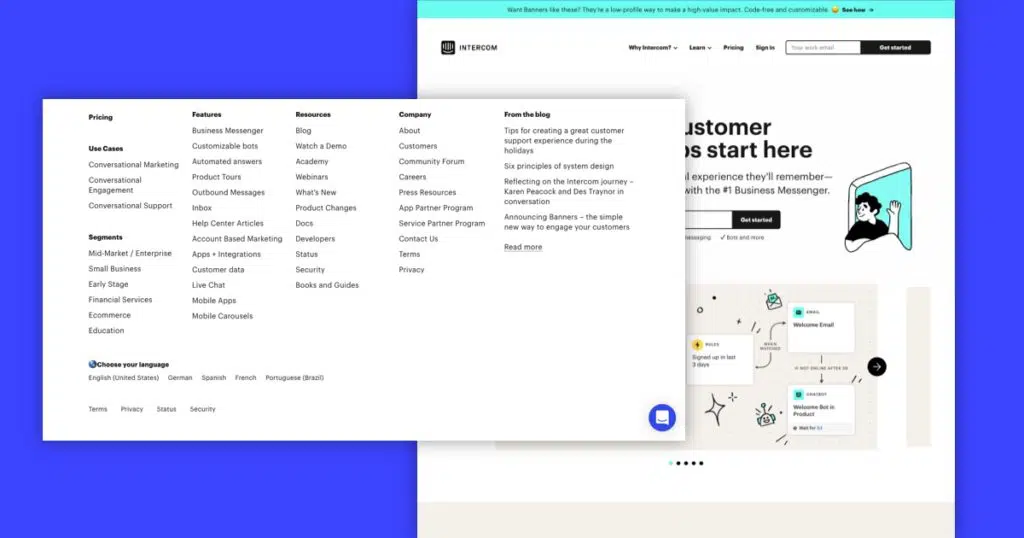 Want Banners like these? They're a low-profile way to make a high-value impact. Code-free and customizable. 😄 See how →
INTERCOM
Why Intercom?
Learn
Pricing
Sign in
Your work email
Get started
ustomer
s start here
l experience they'll remember—
with the #1 Business Messenger.
Get started
✓ Bots and more
Pricing
Use Cases
Conversational Marketing
Conversational
Engagement
Conversational Support
Segments
Mid-Market / Enterprise
Small Business
Early Stage
Financial Services
Ecommerce
Education
Features
Business Messenger
Customizable bots
Automated answers
Product Tours
Outbound Messages
Inbox
Help Center Articles
Account Based Marketing
Apps + Integrations
Customer data
Live Chat
Mobile Apps
Mobile Carousels
Resources
Blog
Watch a Demo
Academy
Webinars
What's New
Product Changes
Docs
Developers
Status
Security
Books and Guides
Company
About
Customers
Community Forum
Careers
Press Resources
App Partner Program
Service Partner Program
Contact Us
Terms
Privacy
From the blog
Tips for creating a great customer
support experience during the
holidays
Six principles of system design
Reflecting on the Intercom journey –
Karen Peacock and Des Traynor in
conversation
Announcing Banners – the simple
new way to engage your customers
Read more
🌎Choose your language
English (United States)
German
Spanish
French
Portuguese (Brazil)
Terms
Privacy
Status
Security
RULES
Signed up in last
3 days
WHEN
MATCHED
EMAIL
Welcome Email
IF NOT ONLINE AFTER 3D
CHATBOT
Welcome Bot in
Product
Wait for